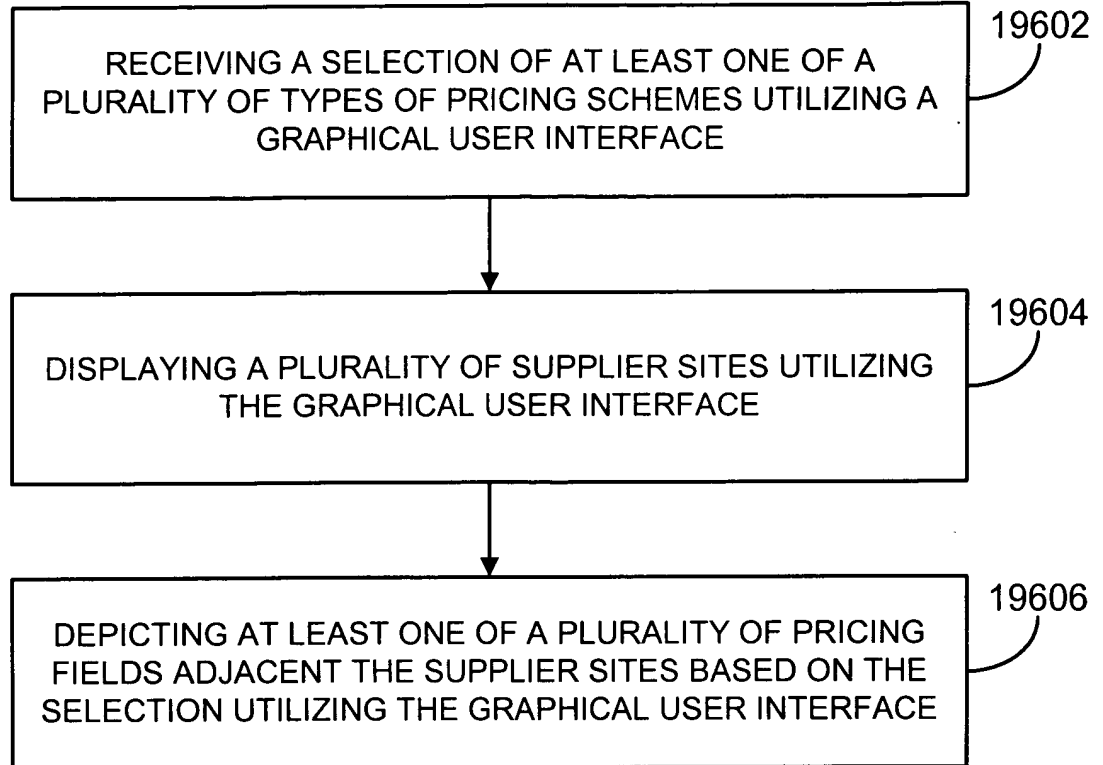 19602
RECEIVING A SELECTION OF AT LEAST ONE OF A
PLURALITY OF TYPES OF PRICING SCHEMES UTILIZING A
GRAPHICAL USER INTERFACE
19604
DISPLAYING A PLURALITY OF SUPPLIER SITES UTILIZING
THE GRAPHICAL USER INTERFACE
19606
DEPICTING AT LEAST ONE OF A PLURALITY OF PRICING
FIELDS ADJACENT THE SUPPLIER SITES BASED ON THE
SELECTION UTILIZING THE GRAPHICAL USER INTERFACE